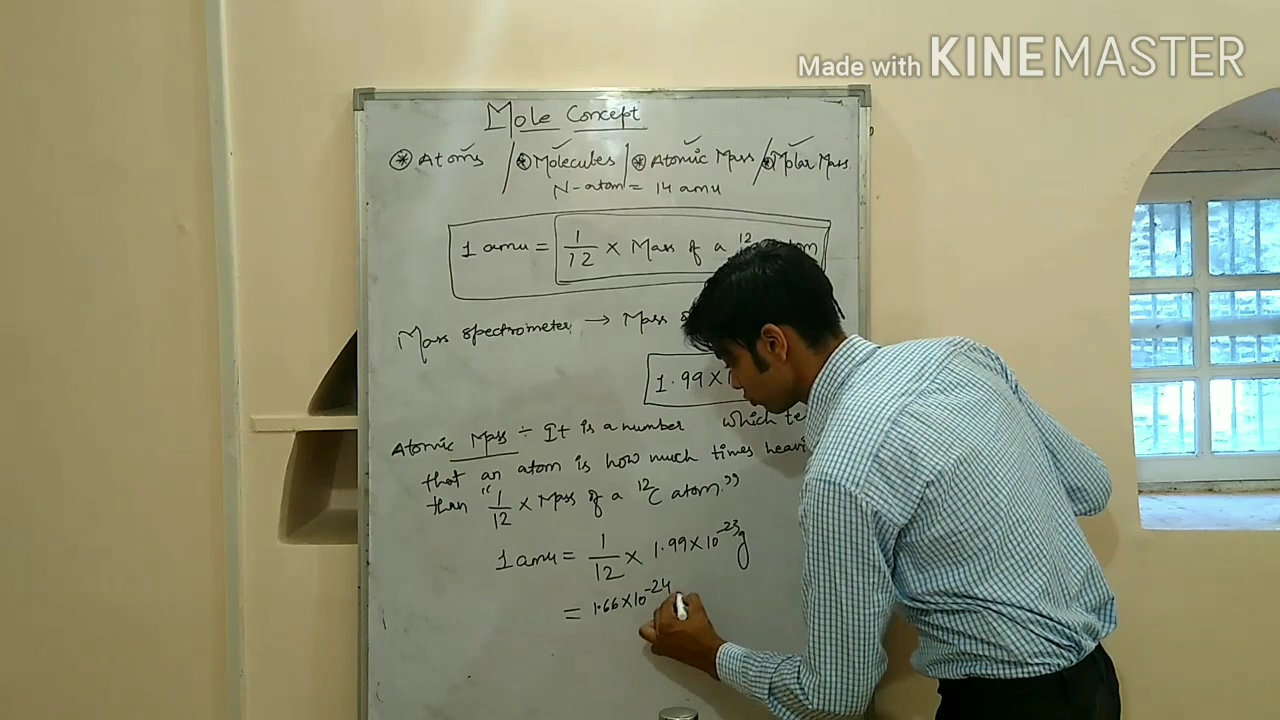 Made with KINEMASTER
Mole Concept
⊛ Atoms / ⊛ Molecules | ⊛ Atomic Mass / ⊛ Molar Mass
N-atom = 14 amu
1 amu = 1/12 × Mass of a 12
Mass spectrometer → Mass
1.99×
Atomic Mass ÷ It is a number which
that an atom is how much times
than "1/12 × Mass of a ¹²C atom."
1 amu = 1/12 × 1.99×10⁻²³g
= 1.66×10⁻²⁴